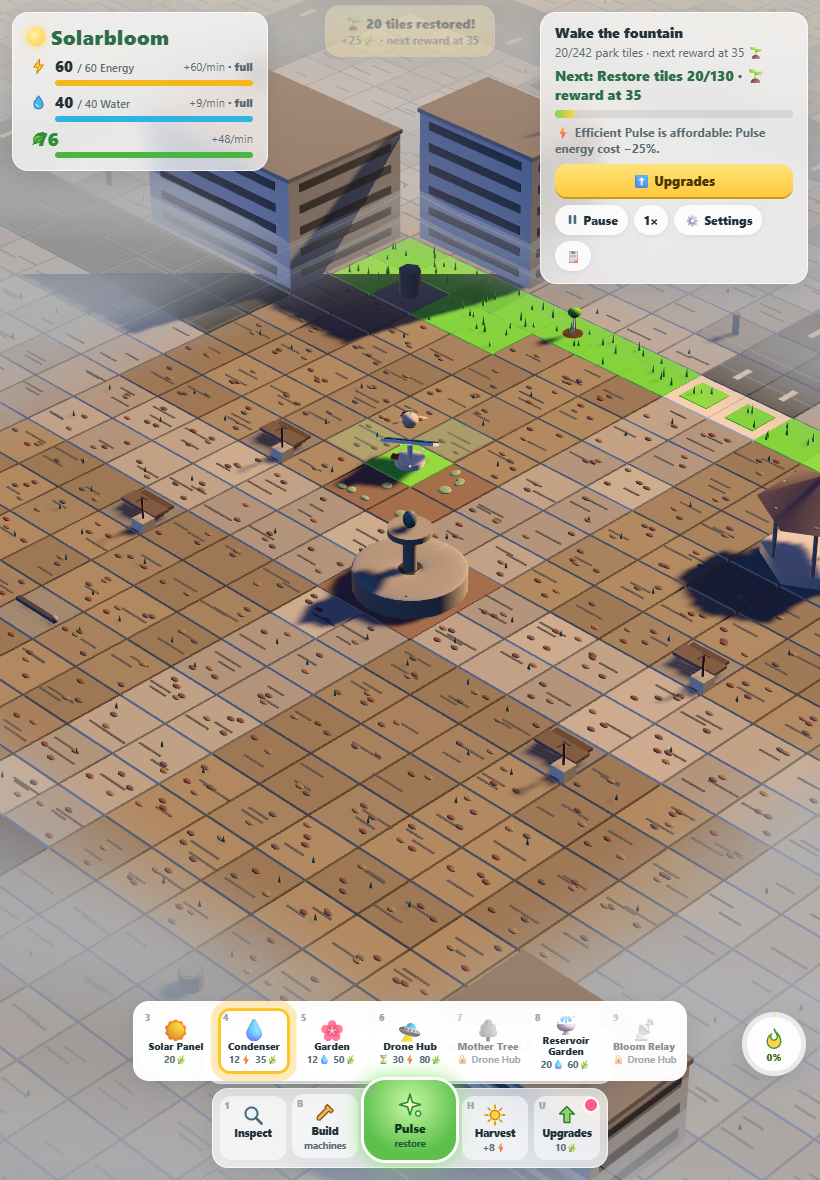 Solarbloom
60 / 60 Energy +60/min • full
40 / 40 Water +9/min • full
76 +48/min
20 tiles restored!
+25 · next reward at 35
Wake the fountain
20/242 park tiles · next reward at 35
Next: Restore tiles 20/130 ·
reward at 35
Efficient Pulse is affordable: Pulse
energy cost −25%.
Upgrades
Pause
1×
Settings
3
Solar Panel
20
4
Condenser
12 35
5
Garden
12 50
6
Drone Hub
30 80
7
Mother Tree
Drone Hub
8
Reservoir
Garden
20 60
9
Bloom Relay
Drone Hub
0%
1
Inspect
B
Build
machines
Pulse
restore
H
Harvest
+8
U
Upgrades
10